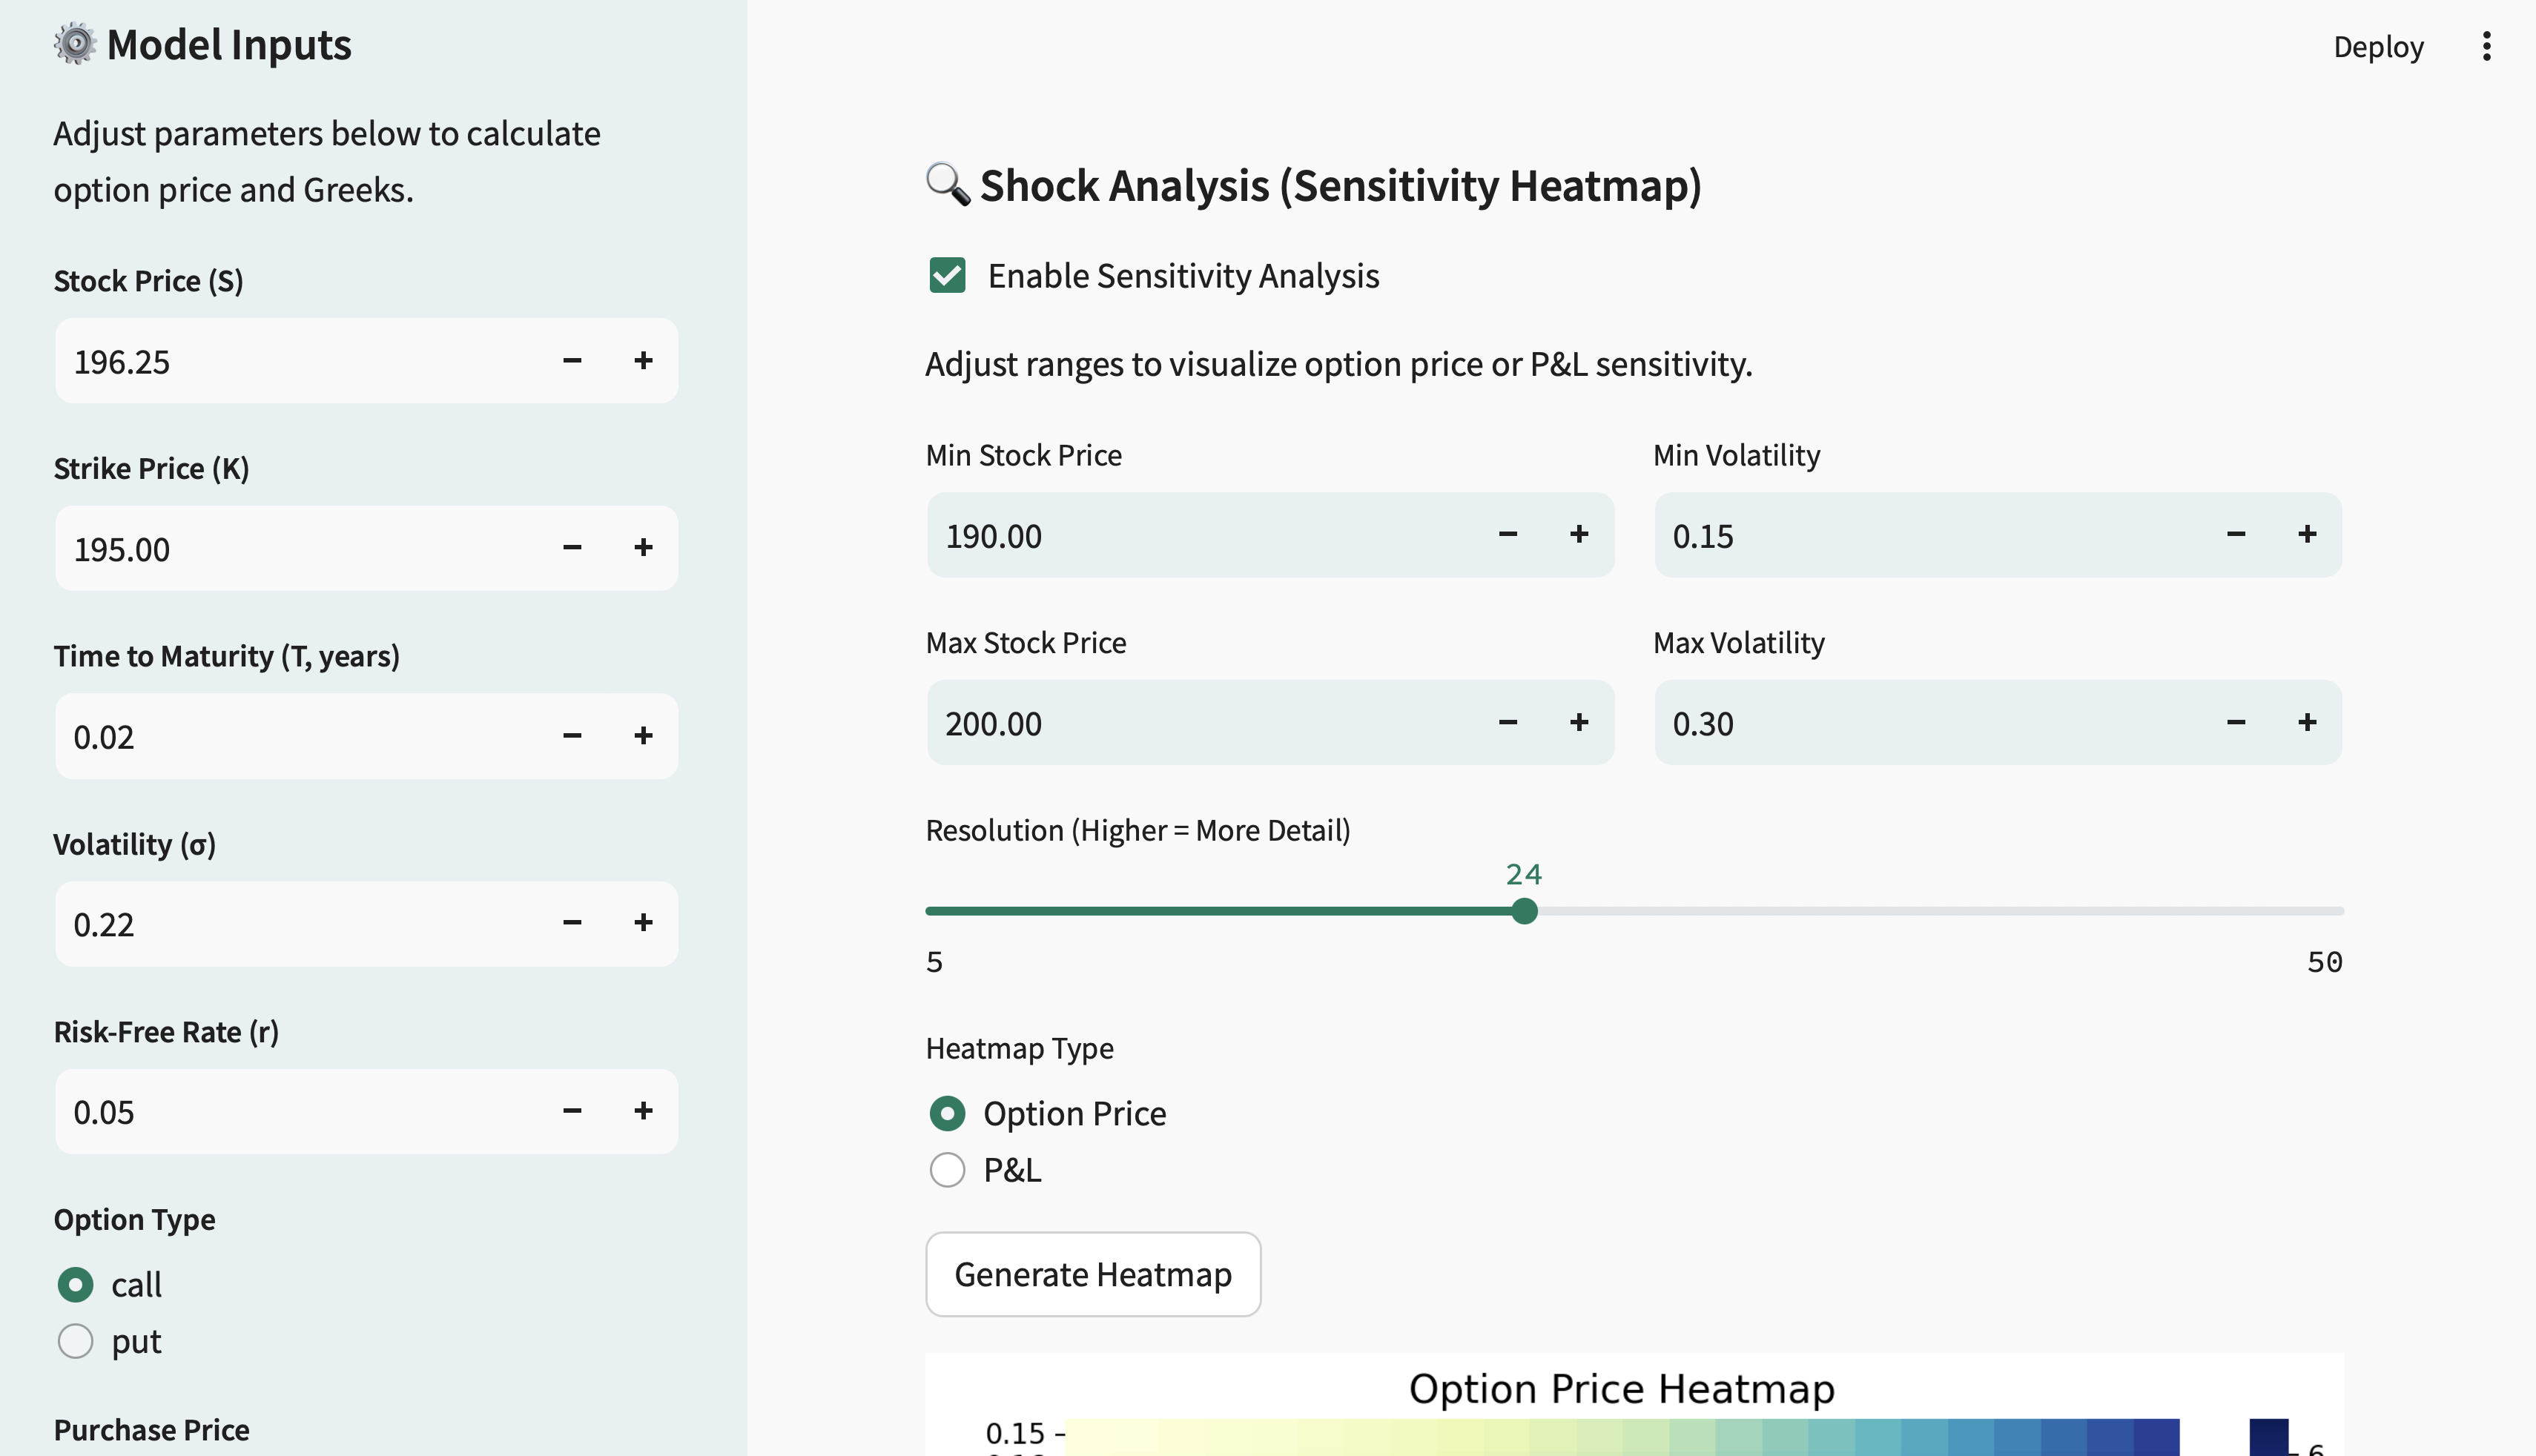 Model Inputs
Adjust parameters below to calculate
option price and Greeks.
Stock Price (S)
196.25
Strike Price (K)
195.00
Time to Maturity (T, years)
0.02
Volatility (σ)
0.22
Risk-Free Rate (r)
0.05
Option Type
call
put
Purchase Price
Deploy
Shock Analysis (Sensitivity Heatmap)
Enable Sensitivity Analysis
Adjust ranges to visualize option price or P&L sensitivity.
Min Stock Price
190.00
Min Volatility
0.15
Max Stock Price
200.00
Max Volatility
0.30
Resolution (Higher = More Detail)
24
5
50
Heatmap Type
Option Price
P&L
Generate Heatmap
Option Price Heatmap
0.15
6